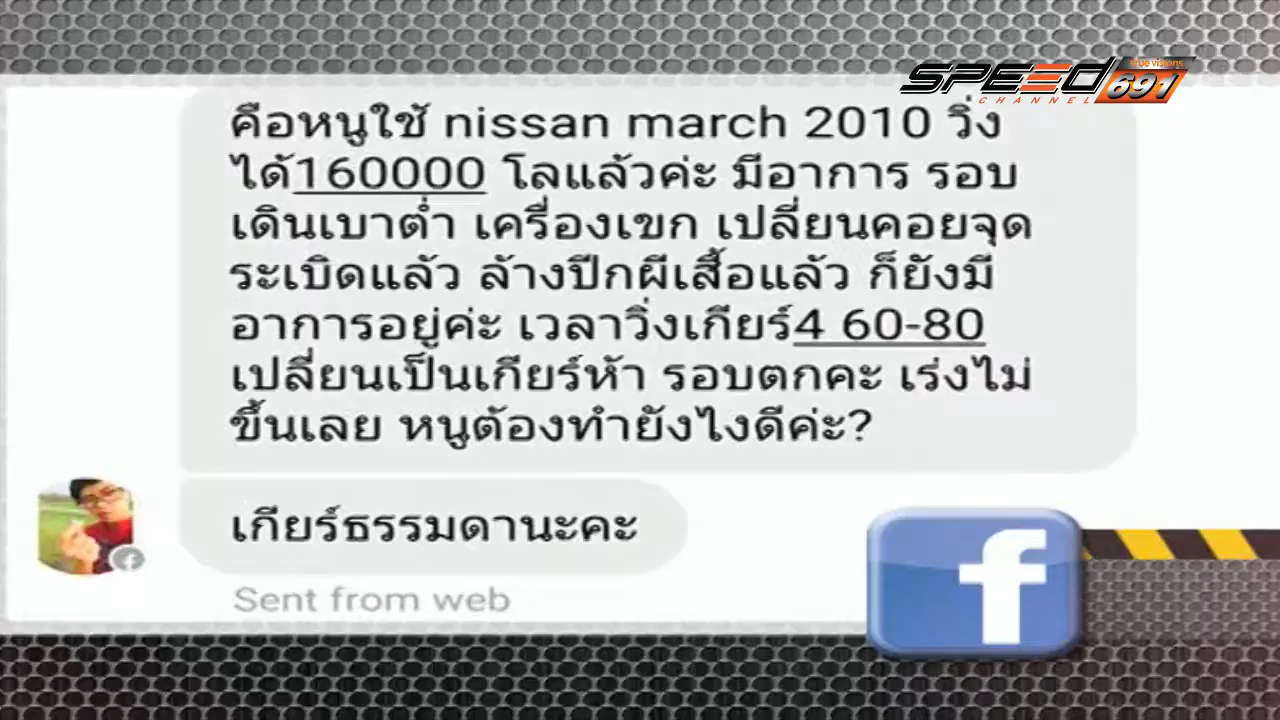 SPEED
true visions
CHANNEL
691
คือหนูใช้ nissan march 2010 วิ่ง
ได้160000 โลแล้วค่ะ มีอาการ รอบ
เดินเบาต่ำ เครื่องเขก เปลี่ยนคอยจุด
ระเบิดแล้ว ล้างปีกผีเสื้อแล้ว ก็ยังมี
อาการอยู่ค่ะ เวลาวิ่งเกียร์4 60-80
เปลี่ยนเป็นเกียร์ห้า รอบตกคะ เร่งไม่
ขึ้นเลย หนูต้องทำยังไงดีค่ะ?
เกียร์ธรรมดานะคะ
Sent from web
f